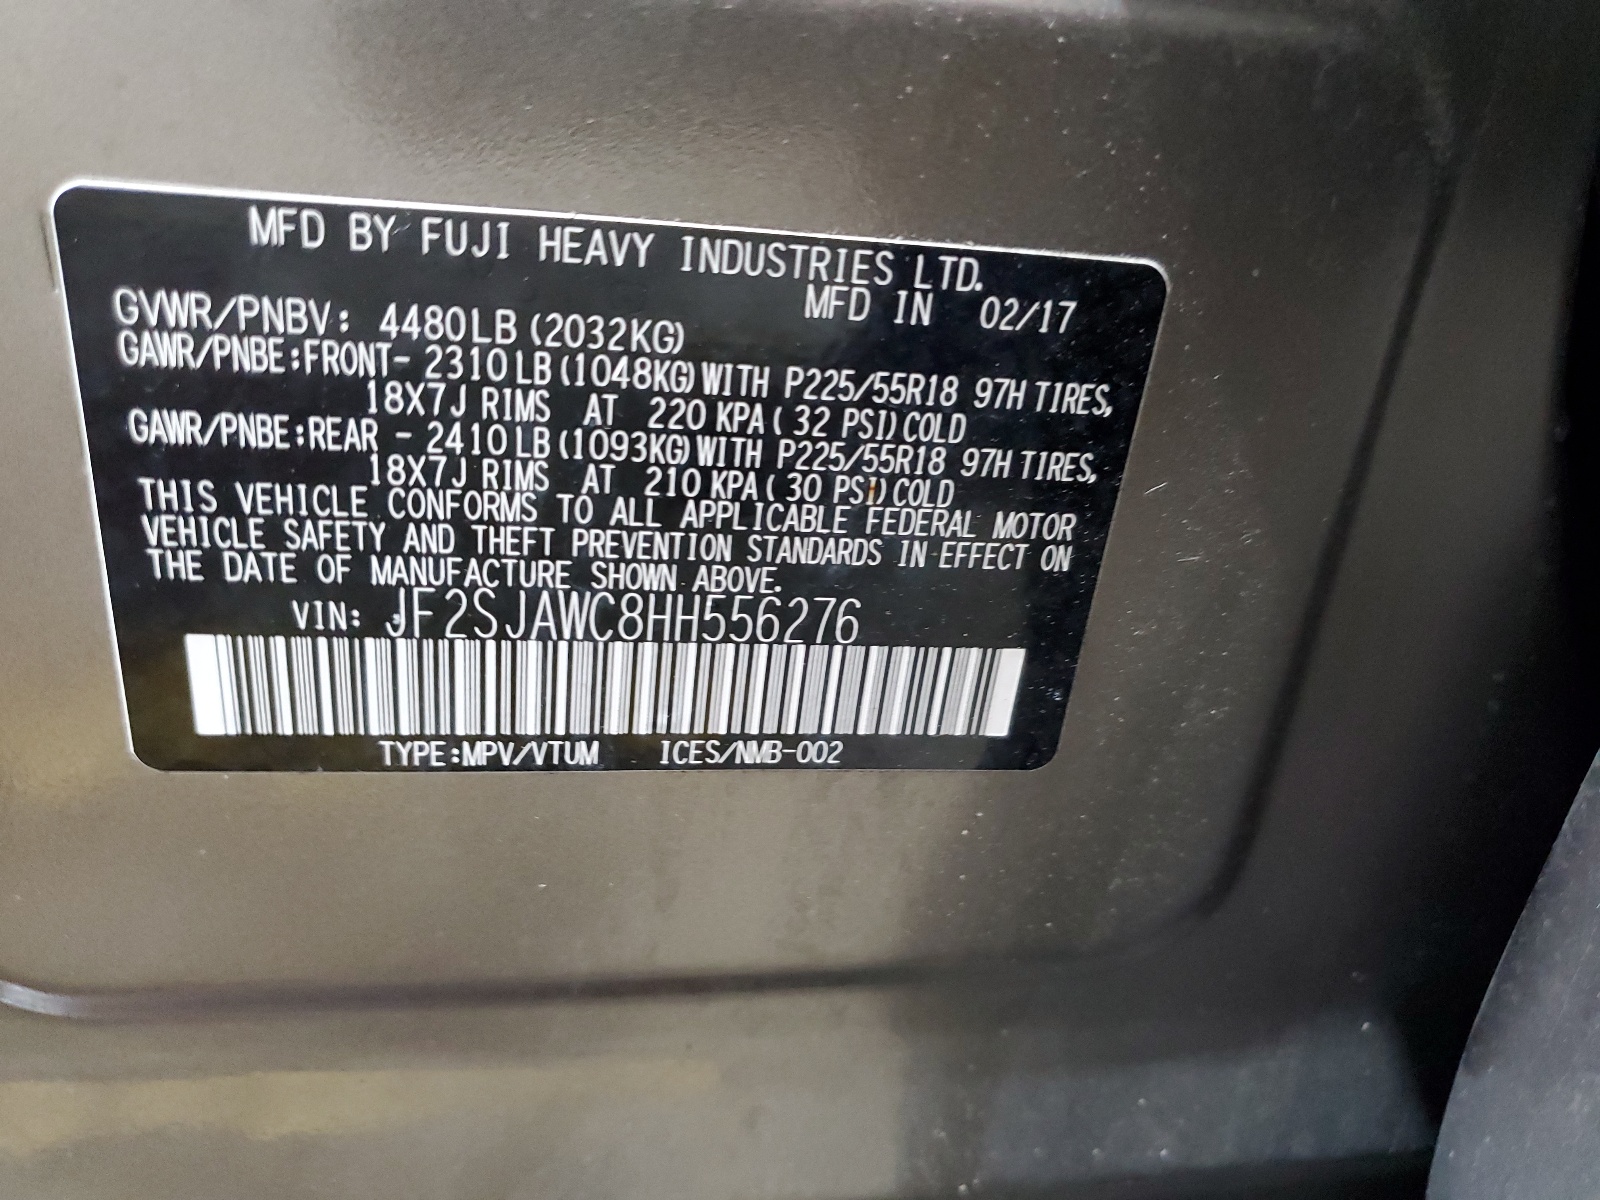 MFD BY FUJI HEAVY INDUSTRIES LTD.
MFD IN 02/17
GVWR/PNBV: 4480LB (2032KG)
GAWR/PNBE:FRONT- 2310LB(1048KG)WITH P225/55R18 97H TIRES,
18X7J RIMS AT 220 KPA( 32 PSI)COLD
GAWR/PNBE:REAR - 2410LB(1093KG)WITH P225/55R18 97H TIRES,
18X7J RIMS AT 210 KPA( 30 PSI)COLD
THIS VEHICLE CONFORMS TO ALL APPLICABLE FEDERAL MOTOR
VEHICLE SAFETY AND THEFT PREVENTION STANDARDS IN EFFECT ON
THE DATE OF MANUFACTURE SHOWN ABOVE.
VIN: JF2SJAWC8HH556276
TYPE:MPV/VTUM ICES/NMB-002